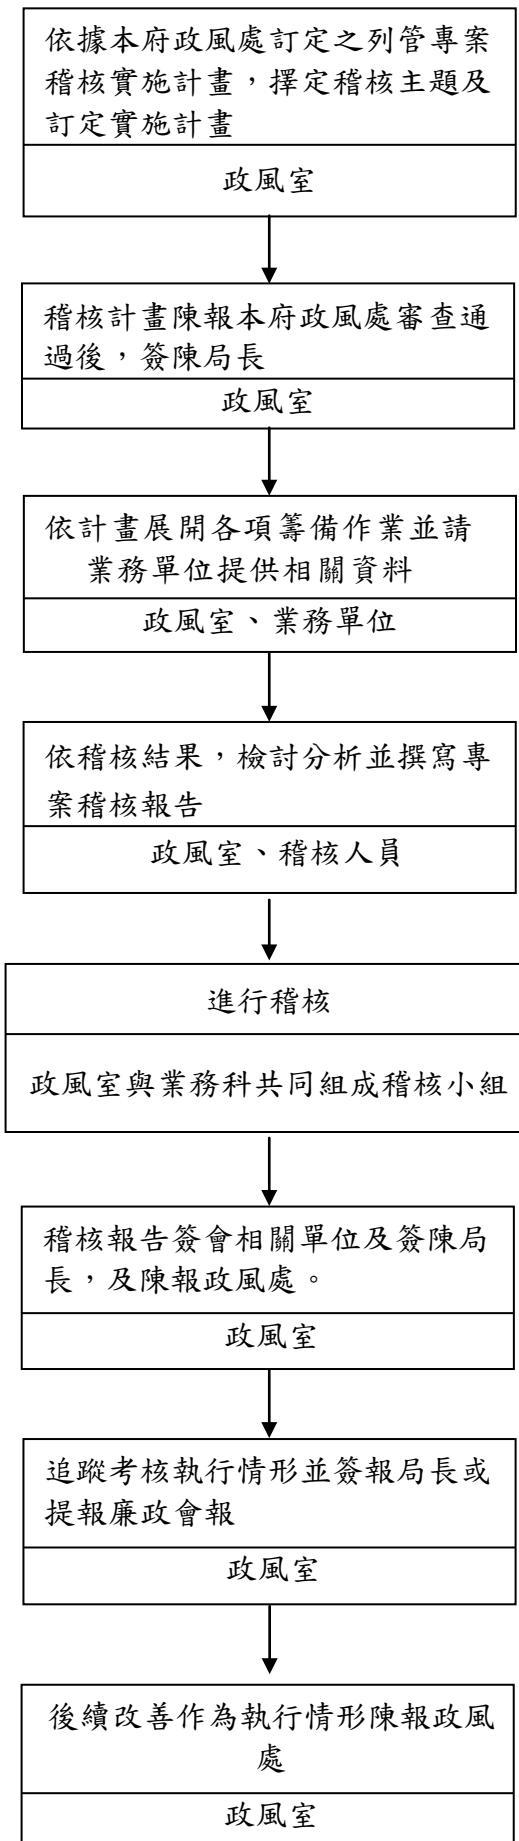 依據本府政風處訂定之列管專案
稽核實施計畫，擇定稽核主題及
訂定實施計畫
政風室
稽核計畫陳報本府政風處審查通
過後，簽陳局長
政風室
依計畫展開各項籌備作業並請
業務單位提供相關資料
政風室、業務單位
依稽核結果，檢討分析並撰寫專
案稽核報告
政風室、稽核人員
進行稽核
政風室與業務科共同組成稽核小組
稽核報告簽會相關單位及簽陳局
長，及陳報政風處。
政風室
追蹤考核執行情形並簽報局長或
提報廉政會報
政風室
後續改善作為執行情形陳報政風
處
政風室